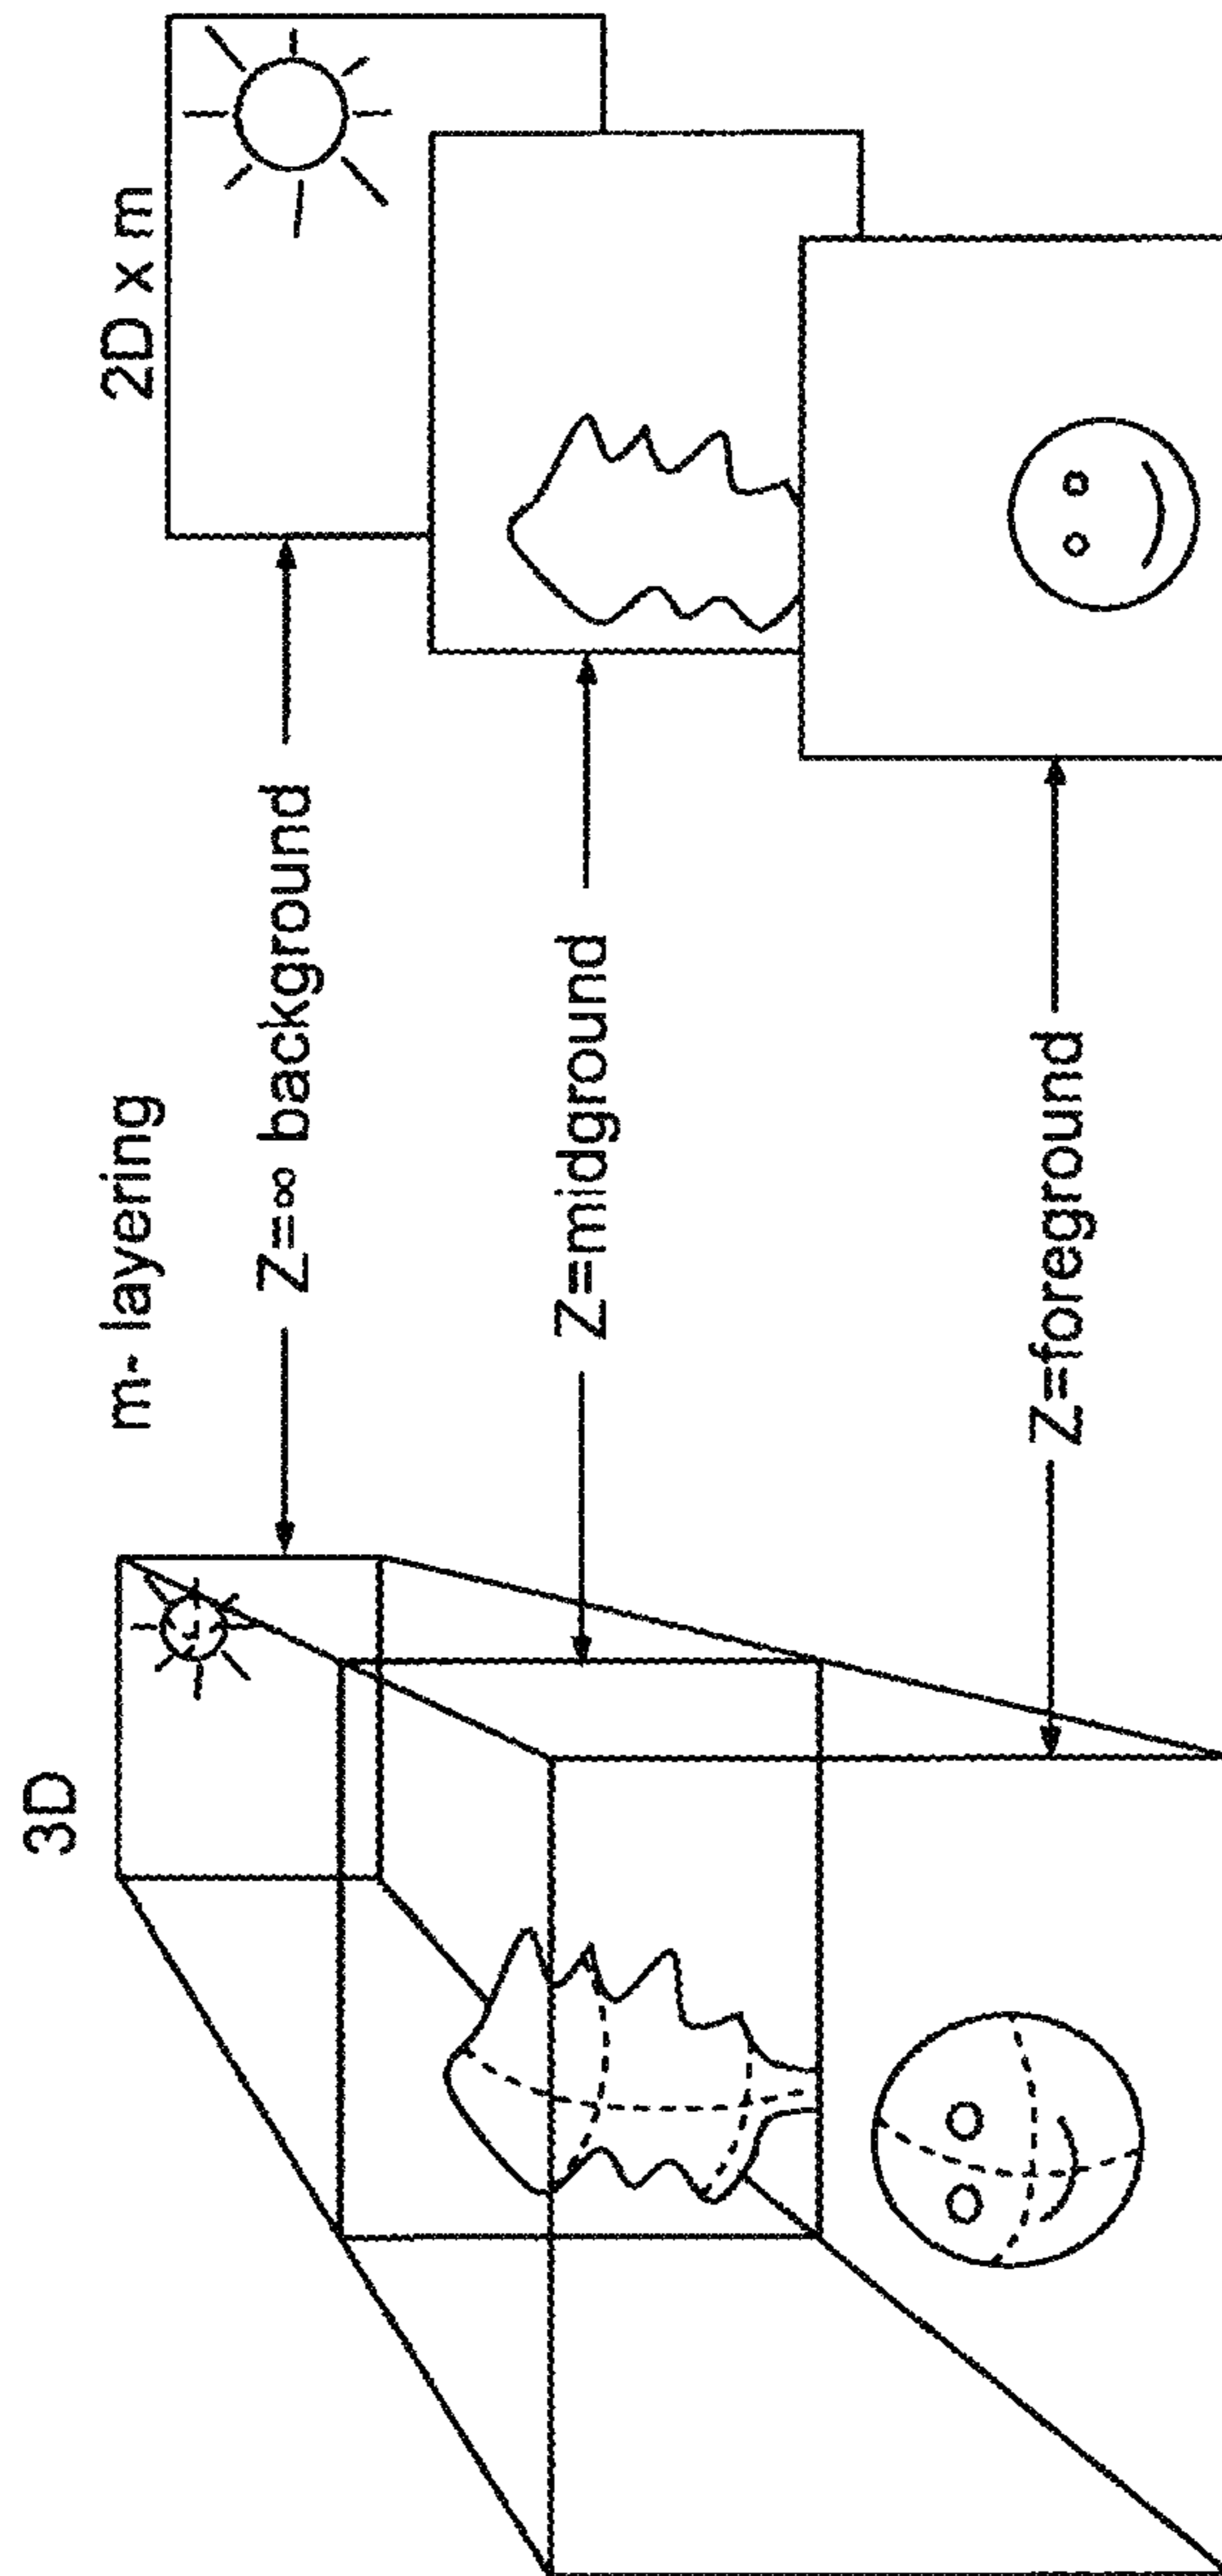 3D
m- layering
2D x m
Z=∞ background
Z=midground
Z=foreground